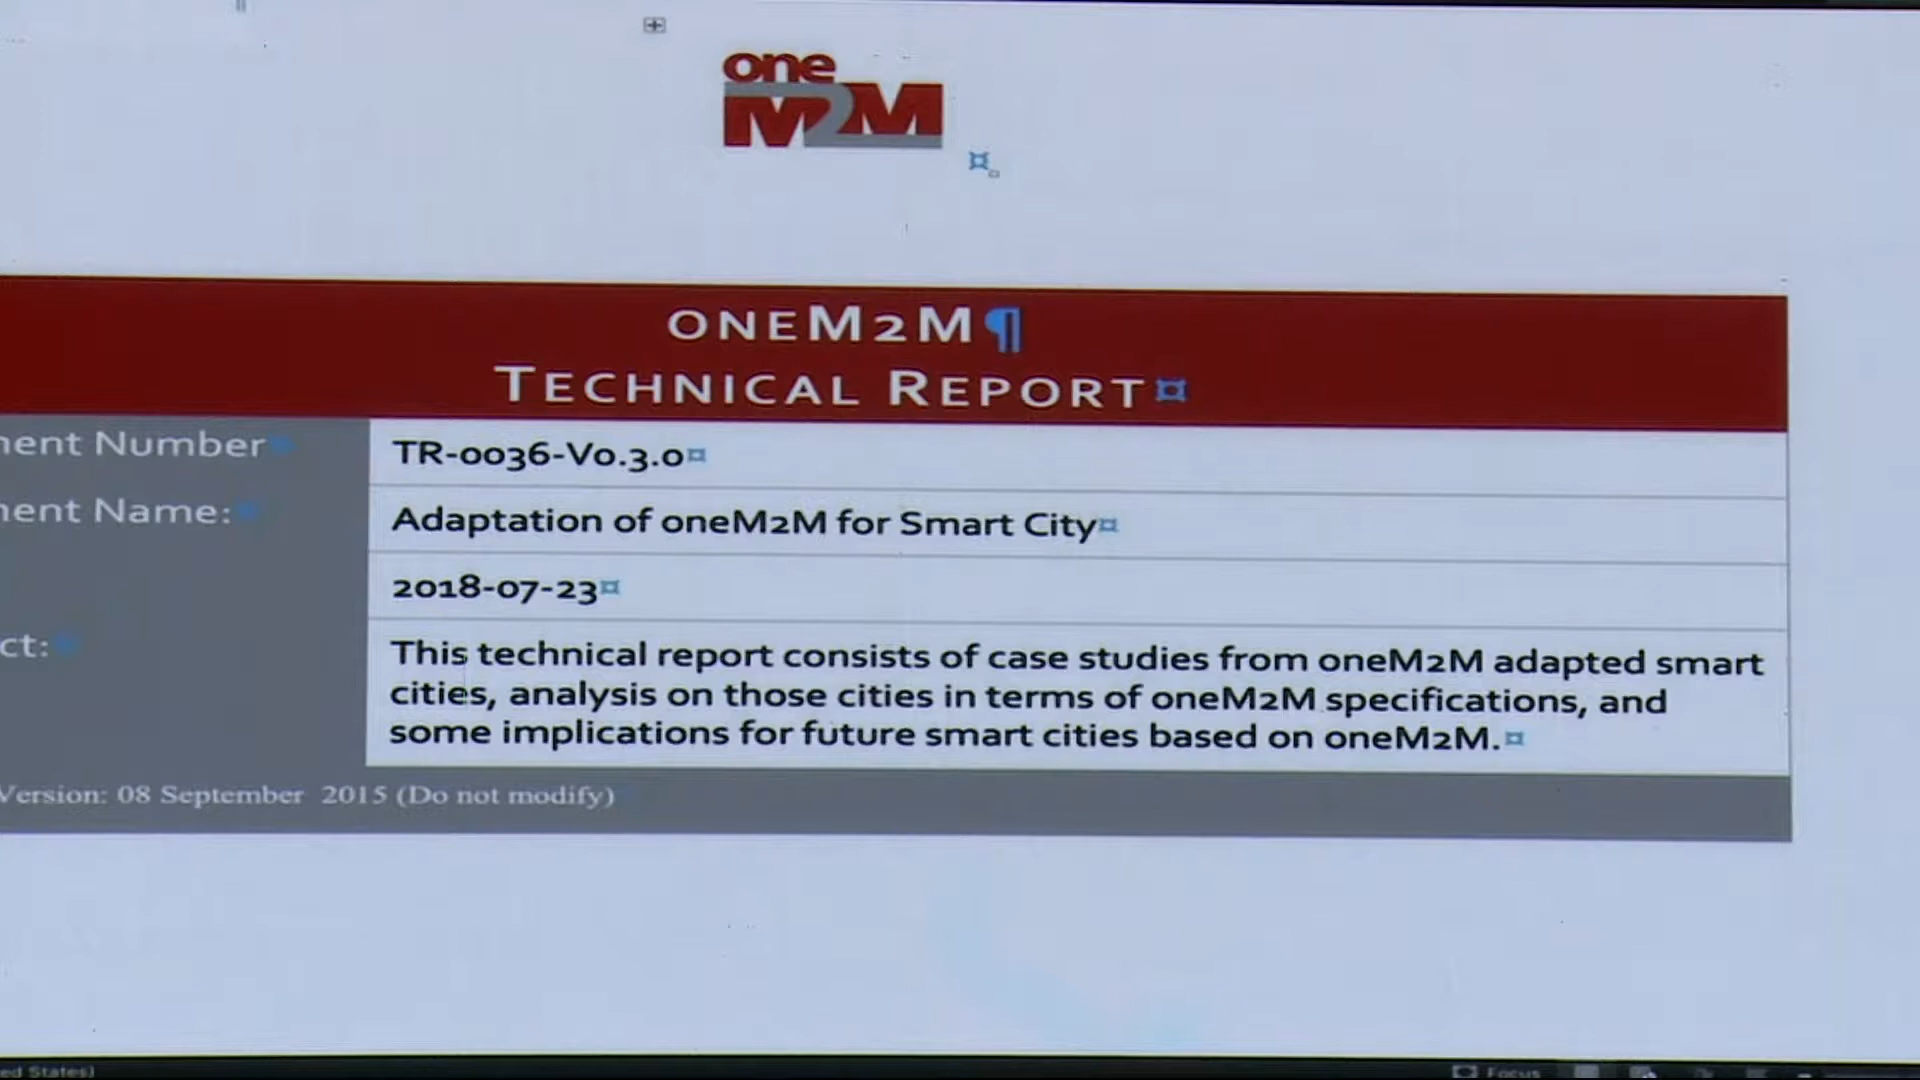 one
M2M
ONEM2M¶
TECHNICAL REPORT¤
ment Number
TR-0036-V0.3.0¤
ment Name:
Adaptation of oneM2M for Smart City¤
2018-07-23¤
ct:
This technical report consists of case studies from oneM2M adapted smart
cities, analysis on those cities in terms of oneM2M specifications, and
some implications for future smart cities based on oneM2M.¤
Version: 08 September 2015 (Do not modify)
ed States)
Focus